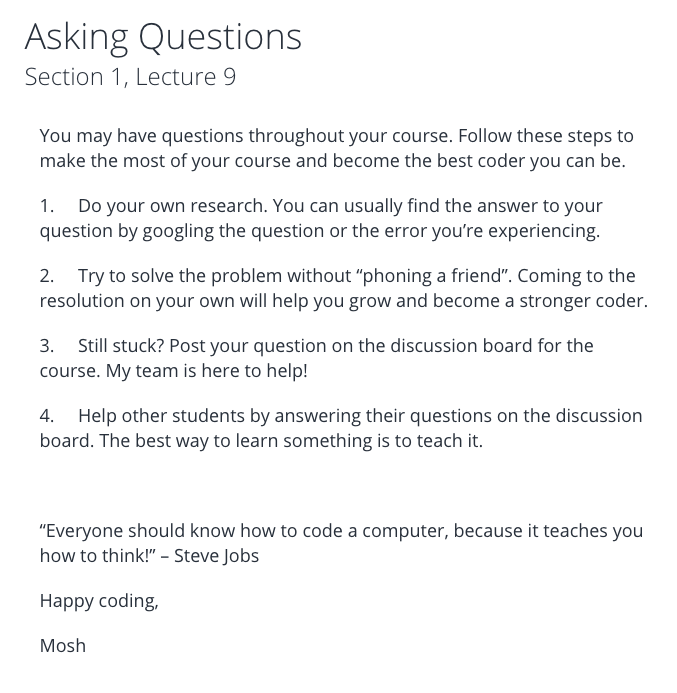 Asking Questions
Section 1, Lecture 9
You may have questions throughout your course. Follow these steps to
make the most of your course and become the best coder you can be.
1. Do your own research. You can usually find the answer to your
question by googling the question or the error you’re experiencing.
2. Try to solve the problem without “phoning a friend”. Coming to the
resolution on your own will help you grow and become a stronger coder.
3. Still stuck? Post your question on the discussion board for the
course. My team is here to help!
4. Help other students by answering their questions on the discussion
board. The best way to learn something is to teach it.
“Everyone should know how to code a computer, because it teaches you
how to think!” – Steve Jobs
Happy coding,
Mosh